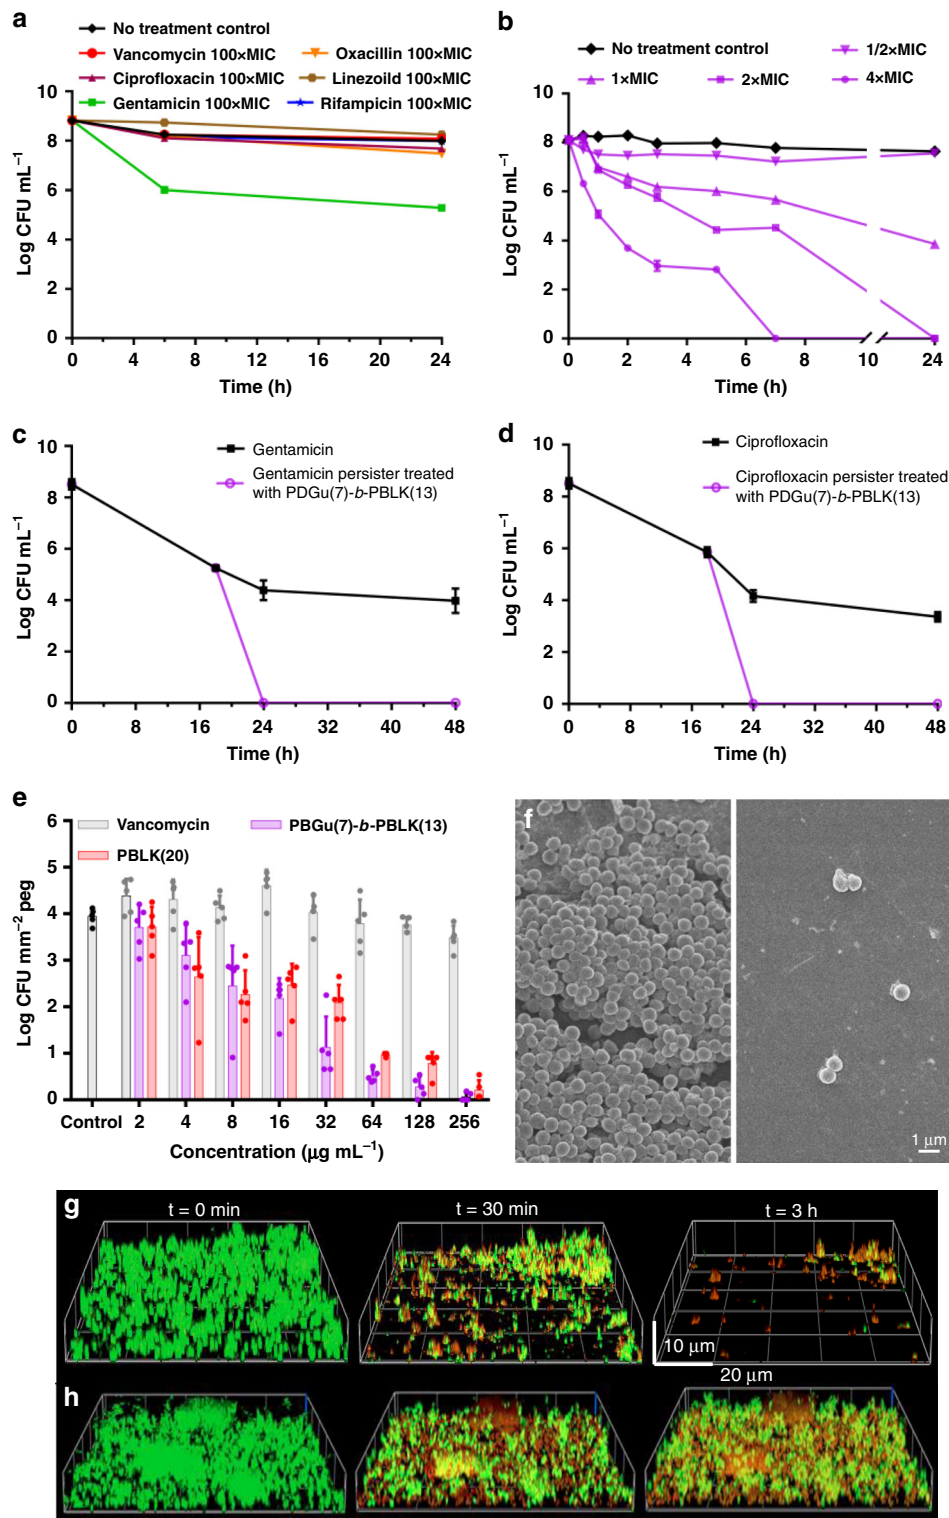 a
No treatment control
Vancomycin 100×MIC
Oxacillin 100×MIC
Ciprofloxacin 100×MIC
Linezoild 100×MIC
Gentamicin 100×MIC
Rifampicin 100×MIC
Log CFU mL⁻¹
10
8
6
4
2
0
0 4 8 12 16 20 24
Time (h)
b
No treatment control
1/2×MIC
1×MIC
2×MIC
4×MIC
Log CFU mL⁻¹
10
8
6
4
2
0
0 2 4 6 8 10 24
Time (h)
c
Gentamicin
Gentamicin persister treated
with PDGu(7)-b-PBLK(13)
Log CFU mL⁻¹
10
8
6
4
2
0
0 8 16 24 32 40 48
Time (h)
d
Ciprofloxacin
Ciprofloxacin persister treated
with PDGu(7)-b-PBLK(13)
Log CFU mL⁻¹
10
8
6
4
2
0
0 8 16 24 32 40 48
Time (h)
e
Vancomycin
PBGu(7)-b-PBLK(13)
PBLK(20)
Log CFU mm⁻² peg
6
5
4
3
2
1
0
Control 2 4 8 16 32 64 128 256
Concentration (μg mL⁻¹)
f
1 μm
g
t = 0 min
t = 30 min
t = 3 h
10 μm
20 μm
h